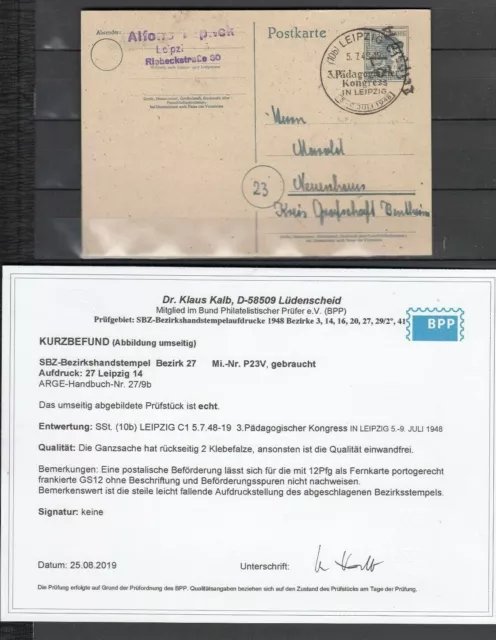 Absender:
Alfons
Leipzi
Riebeckstraße 60
Postkarte
(10b) LEIPZIG
5.7.48
3.Pädagogischer
Kongress
IN LEIPZIG
JULI 1948
Herrn
23
Neuenhaus
Kreis Grafschaft Bentheim
Dr. Klaus Kalb, D-58509 Lüdenscheid
Mitglied im Bund Philatelistischer Prüfer e.V. (BPP)
Prüfgebiet: SBZ-Bezirkshandstempelaufdrucke 1948 Bezirke 3, 14, 16, 20, 27, 29/2°, 41
BPP
KURZBEFUND (Abbildung umseitig)
SBZ-Bezirkshandstempel Bezirk 27 Mi.-Nr. P23V, gebraucht
Aufdruck: 27 Leipzig 14
ARGE-Handbuch-Nr. 27/9b
Das umseitig abgebildete Prüfstück ist echt.
Entwertung: SSt. (10b) LEIPZIG C1 5.7.48-19 3.Pädagogischer Kongress IN LEIPZIG 5.-9. JULI 1948
Qualität: Die Ganzsache hat rückseitig 2 Klebefalze, ansonsten ist die Qualität einwandfrei.
Bemerkungen: Eine postalische Beförderung lässt sich für die mit 12Pfg als Fernkarte portogerecht
frankierte GS12 ohne Beschriftung und Beförderungsspuren nicht nachweisen.
Bemerkenswert ist die steile leicht fallende Aufdruckstellung des abgeschlagenen Bezirksstempels.
Signatur: keine
Datum: 25.08.2019 Unterschrift:
Die Prüfung erfolgte auf Grund der Prüfordnung des BPP. Qualitätsangaben beziehen sich auf den Zustand des Prüfstückes am Tage der Prüfung.